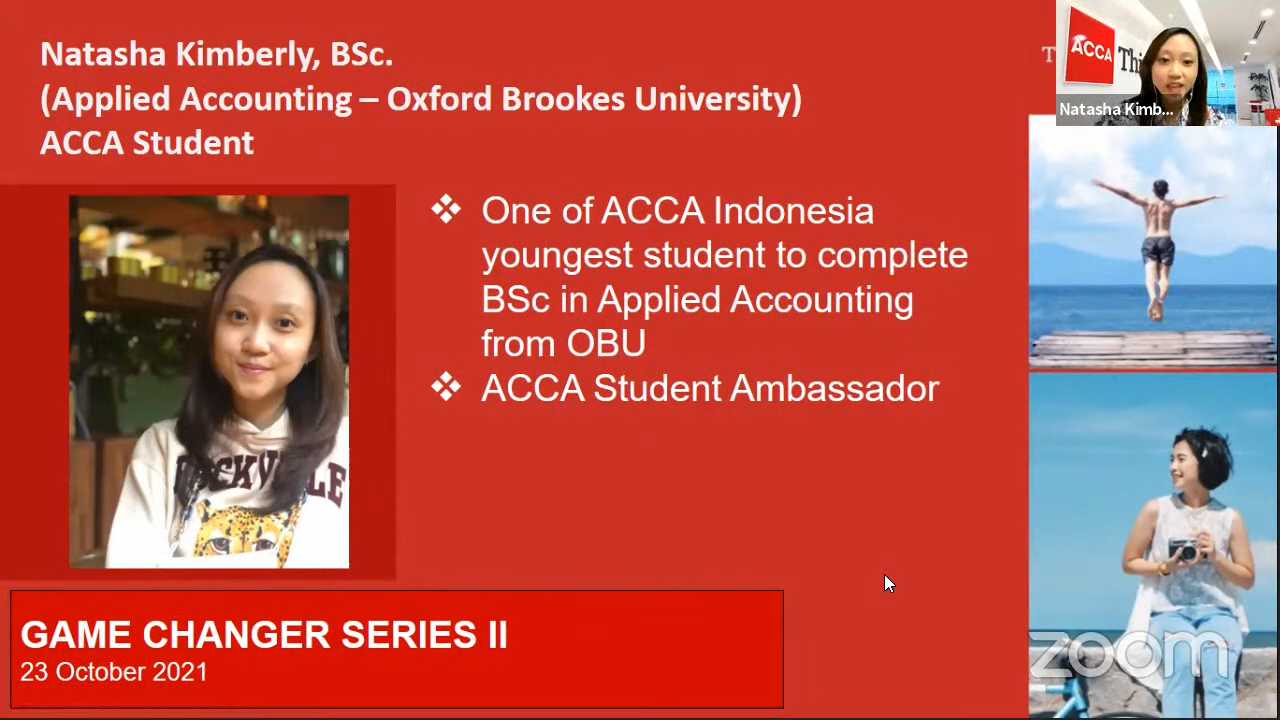 Natasha Kimberly, BSc.
(Applied Accounting – Oxford Brookes University)
ACCA Student
❖ One of ACCA Indonesia
youngest student to complete
BSc in Applied Accounting
from OBU
❖ ACCA Student Ambassador
GAME CHANGER SERIES II
23 October 2021
ACCA
Natasha Kimb...
zoom